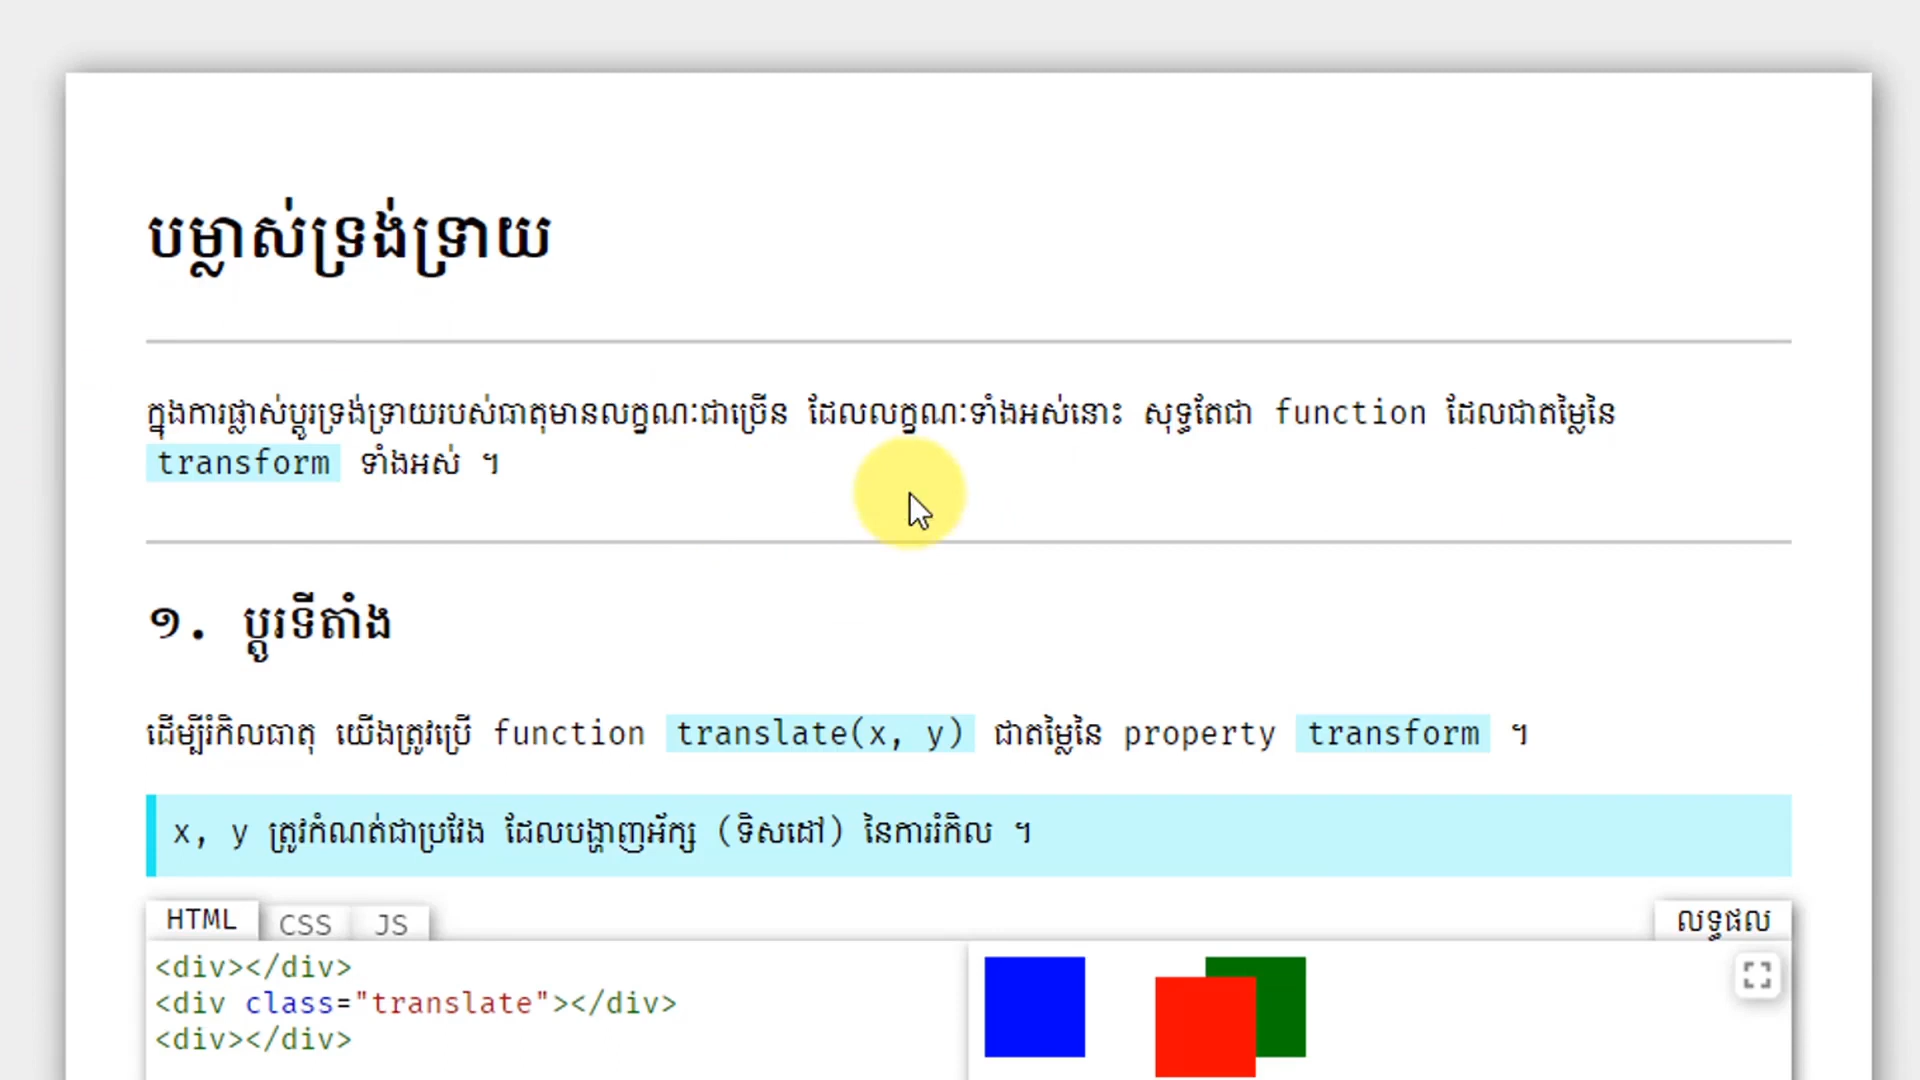 បម្លាស់ទ្រង់ទ្រាយ
ក្នុងការផ្លាស់ប្ដូរទ្រង់ទ្រាយរបស់ធាតុមានលក្ខណៈជាច្រើន ដែលលក្ខណៈទាំងអស់នោះ សុទ្ធតែជា function ដែលជាតម្លៃនៃ
transform ទាំងអស់ ។
១. ប្ដូរទីតាំង
ដើម្បីរំកិលធាតុ យើងត្រូវប្រើ function translate(x, y) ជាតម្លៃនៃ property transform ។
x, y ត្រូវកំណត់ជាប្រវែង ដែលបង្ហាញអ័ក្ស (ទិសដៅ) នៃការរំកិល ។
HTML CSS JS លទ្ធផល
<div></div>
<div class="translate"></div>
<div></div>